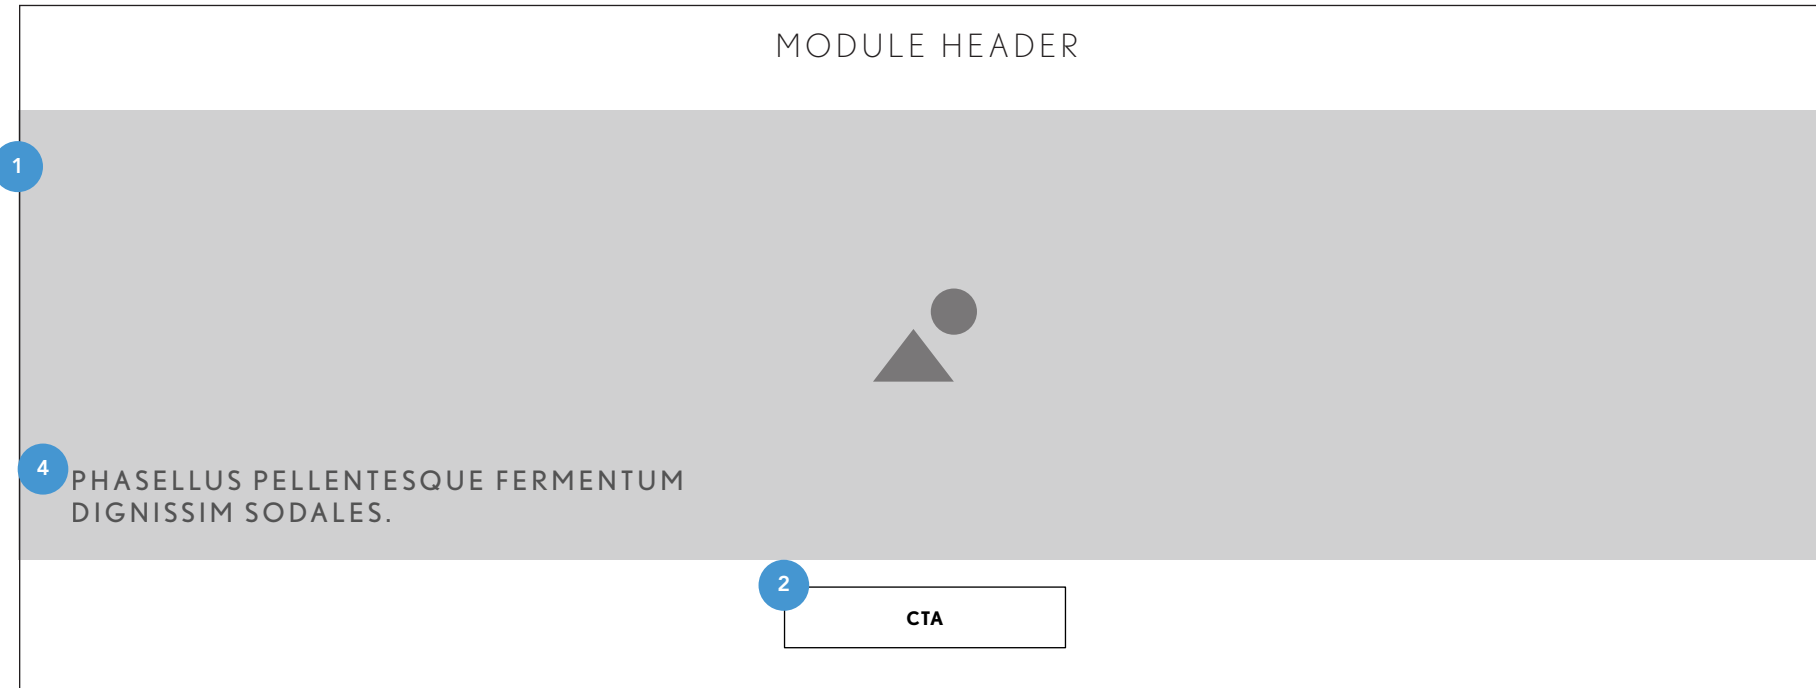 MODULE HEADER
1
4
PHASELLUS PELLENTESQUE FERMENTUM
DIGNISSIM SODALES.
2
CTA